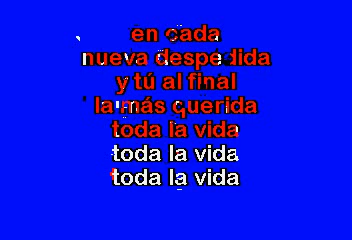 en cada
nueva despedida
y tú al final
la más querida
toda la vida
toda la vida
toda la vida